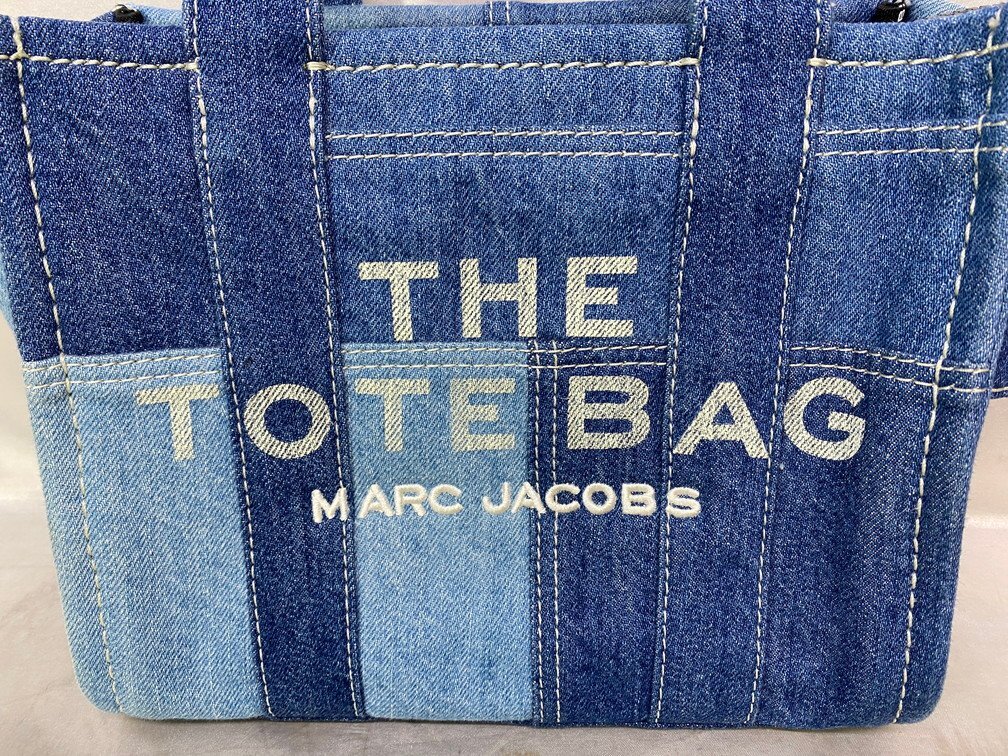 THE
TOTE BAG
MARC JACOBS